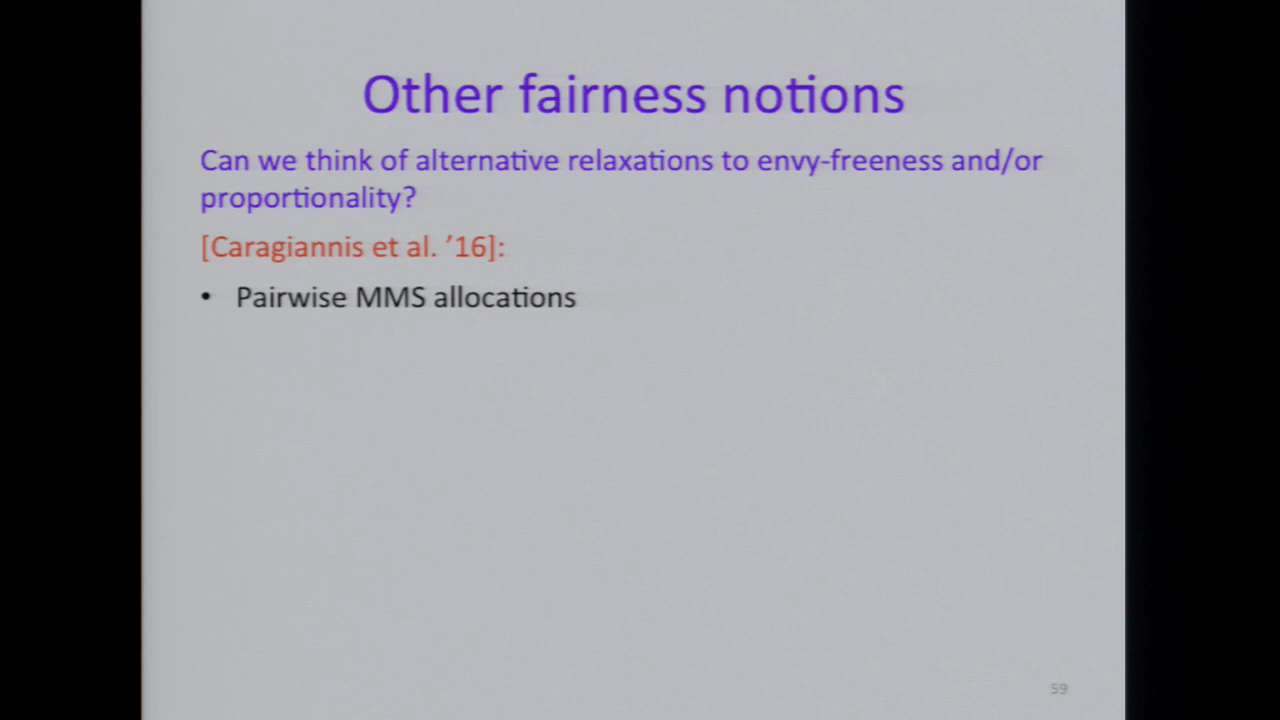 Other fairness notions
Can we think of alternative relaxations to envy-freeness and/or
proportionality?
[Caragiannis et al. ’16]:
• Pairwise MMS allocations
59